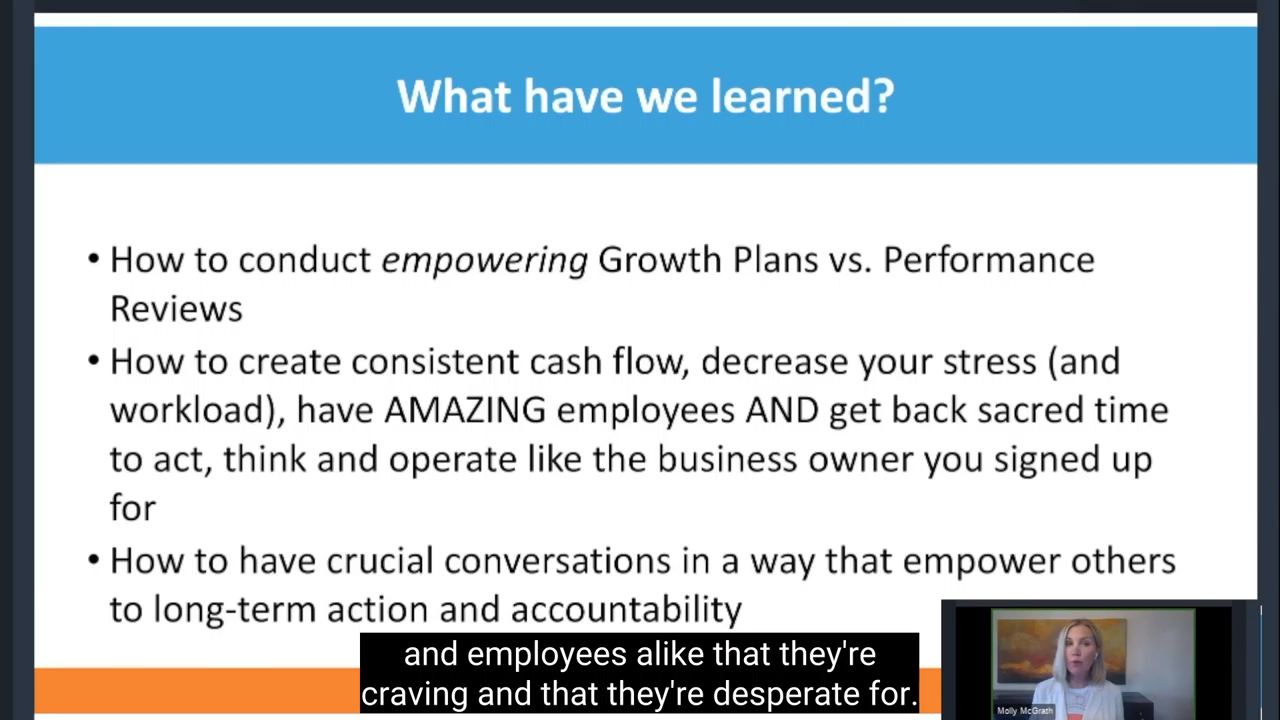 What have we learned?
• How to conduct empowering Growth Plans vs. Performance
Reviews
• How to create consistent cash flow, decrease your stress (and
workload), have AMAZING employees AND get back sacred time
to act, think and operate like the business owner you signed up
for
• How to have crucial conversations in a way that empower others
to long-term action and accountability
and employees alike that they're
craving and that they're desperate for.
Molly McGrath